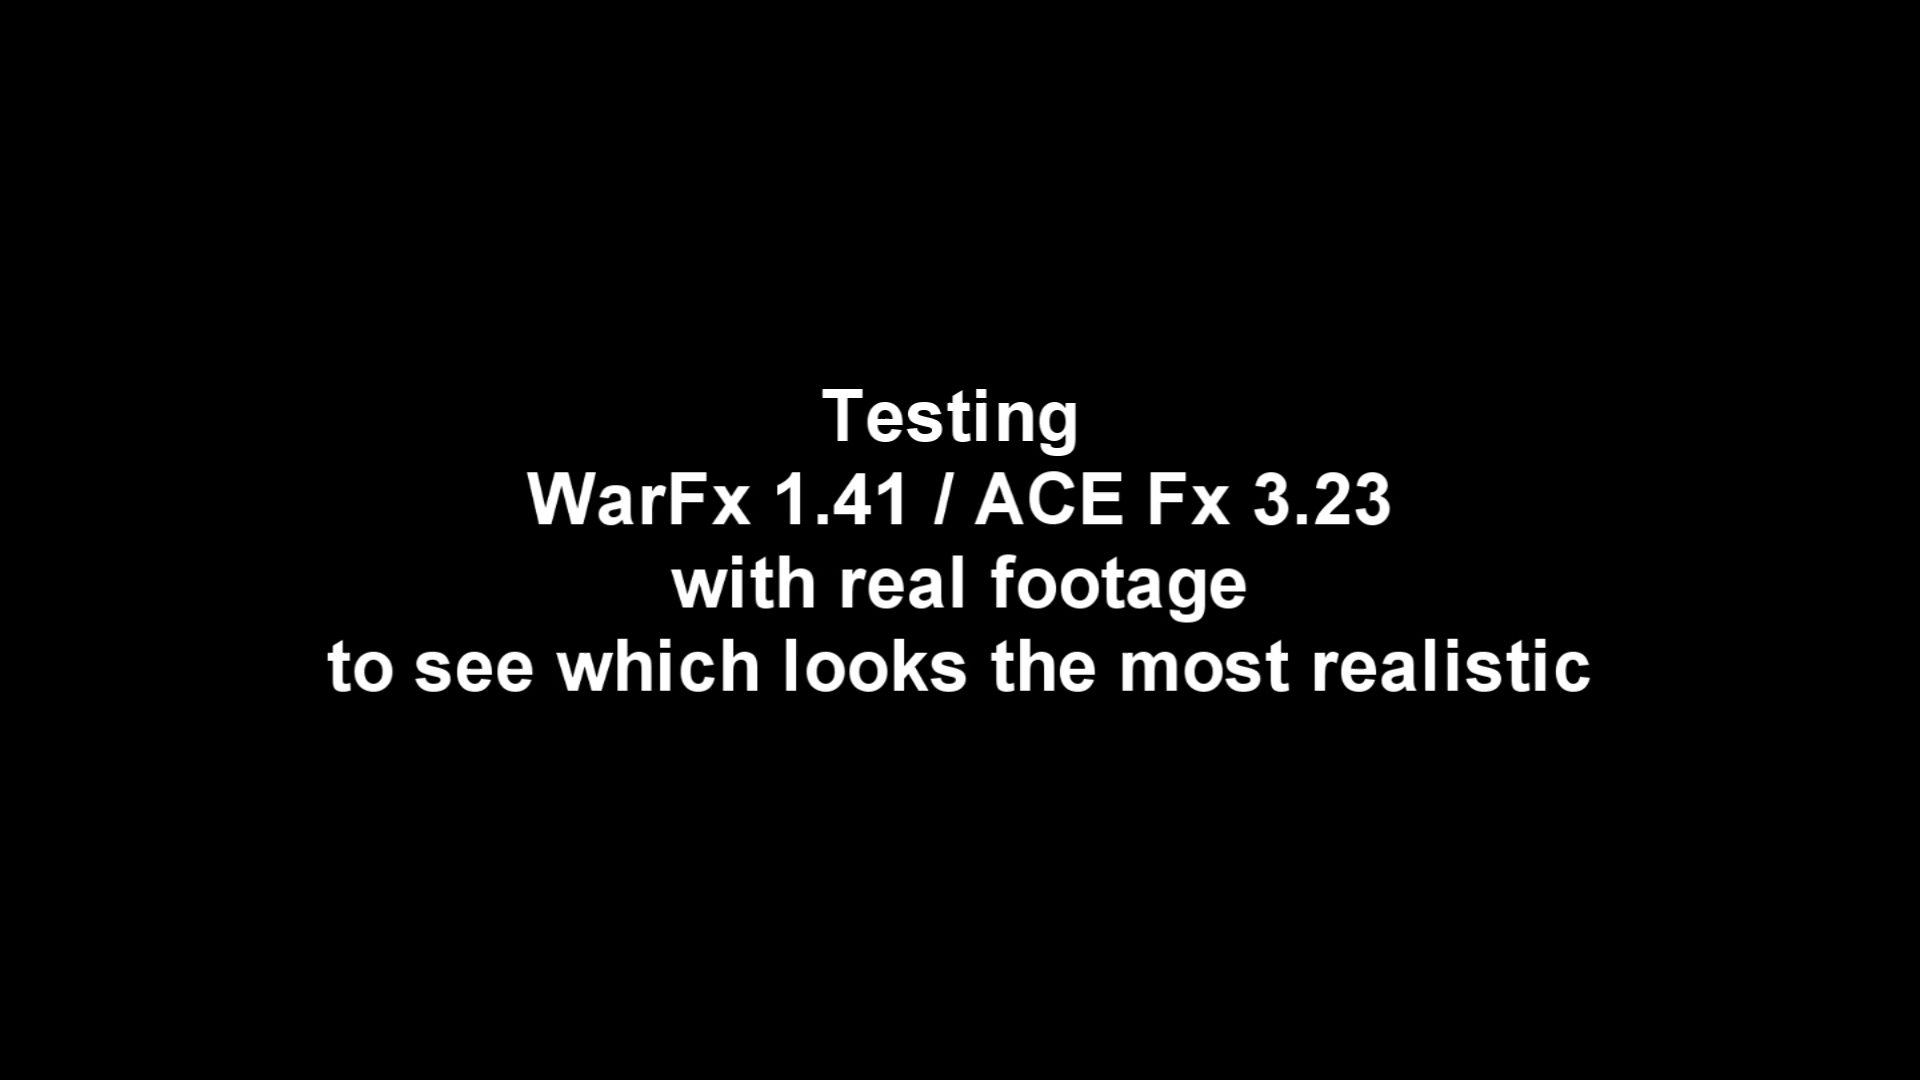 Testing
WarFx 1.41 / ACE Fx 3.23
with real footage
to see which looks the most realistic